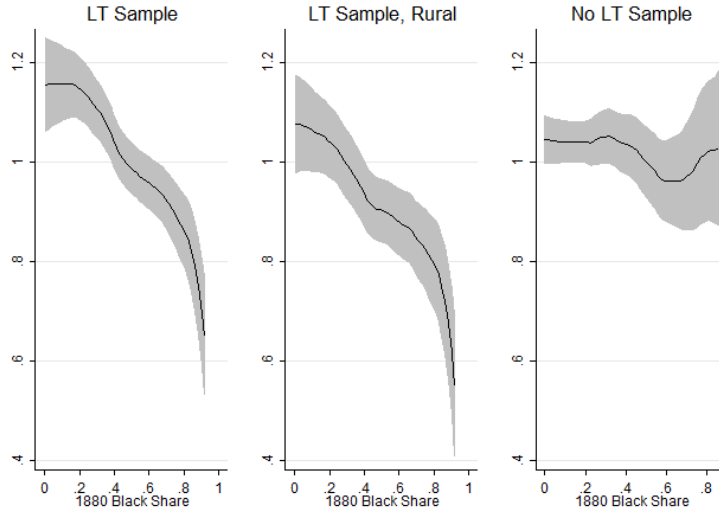 LT Sample
1.2
1
.8
.6
.4
0 .2 .4 .6 .8 1
1880 Black Share
LT Sample, Rural
1.2
1
.8
.6
.4
0 .2 .4 .6 .8 1
1880 Black Share
No LT Sample
1.2
1
.8
.6
.4
0 .2 .4 .6 .8
1880 Black Share